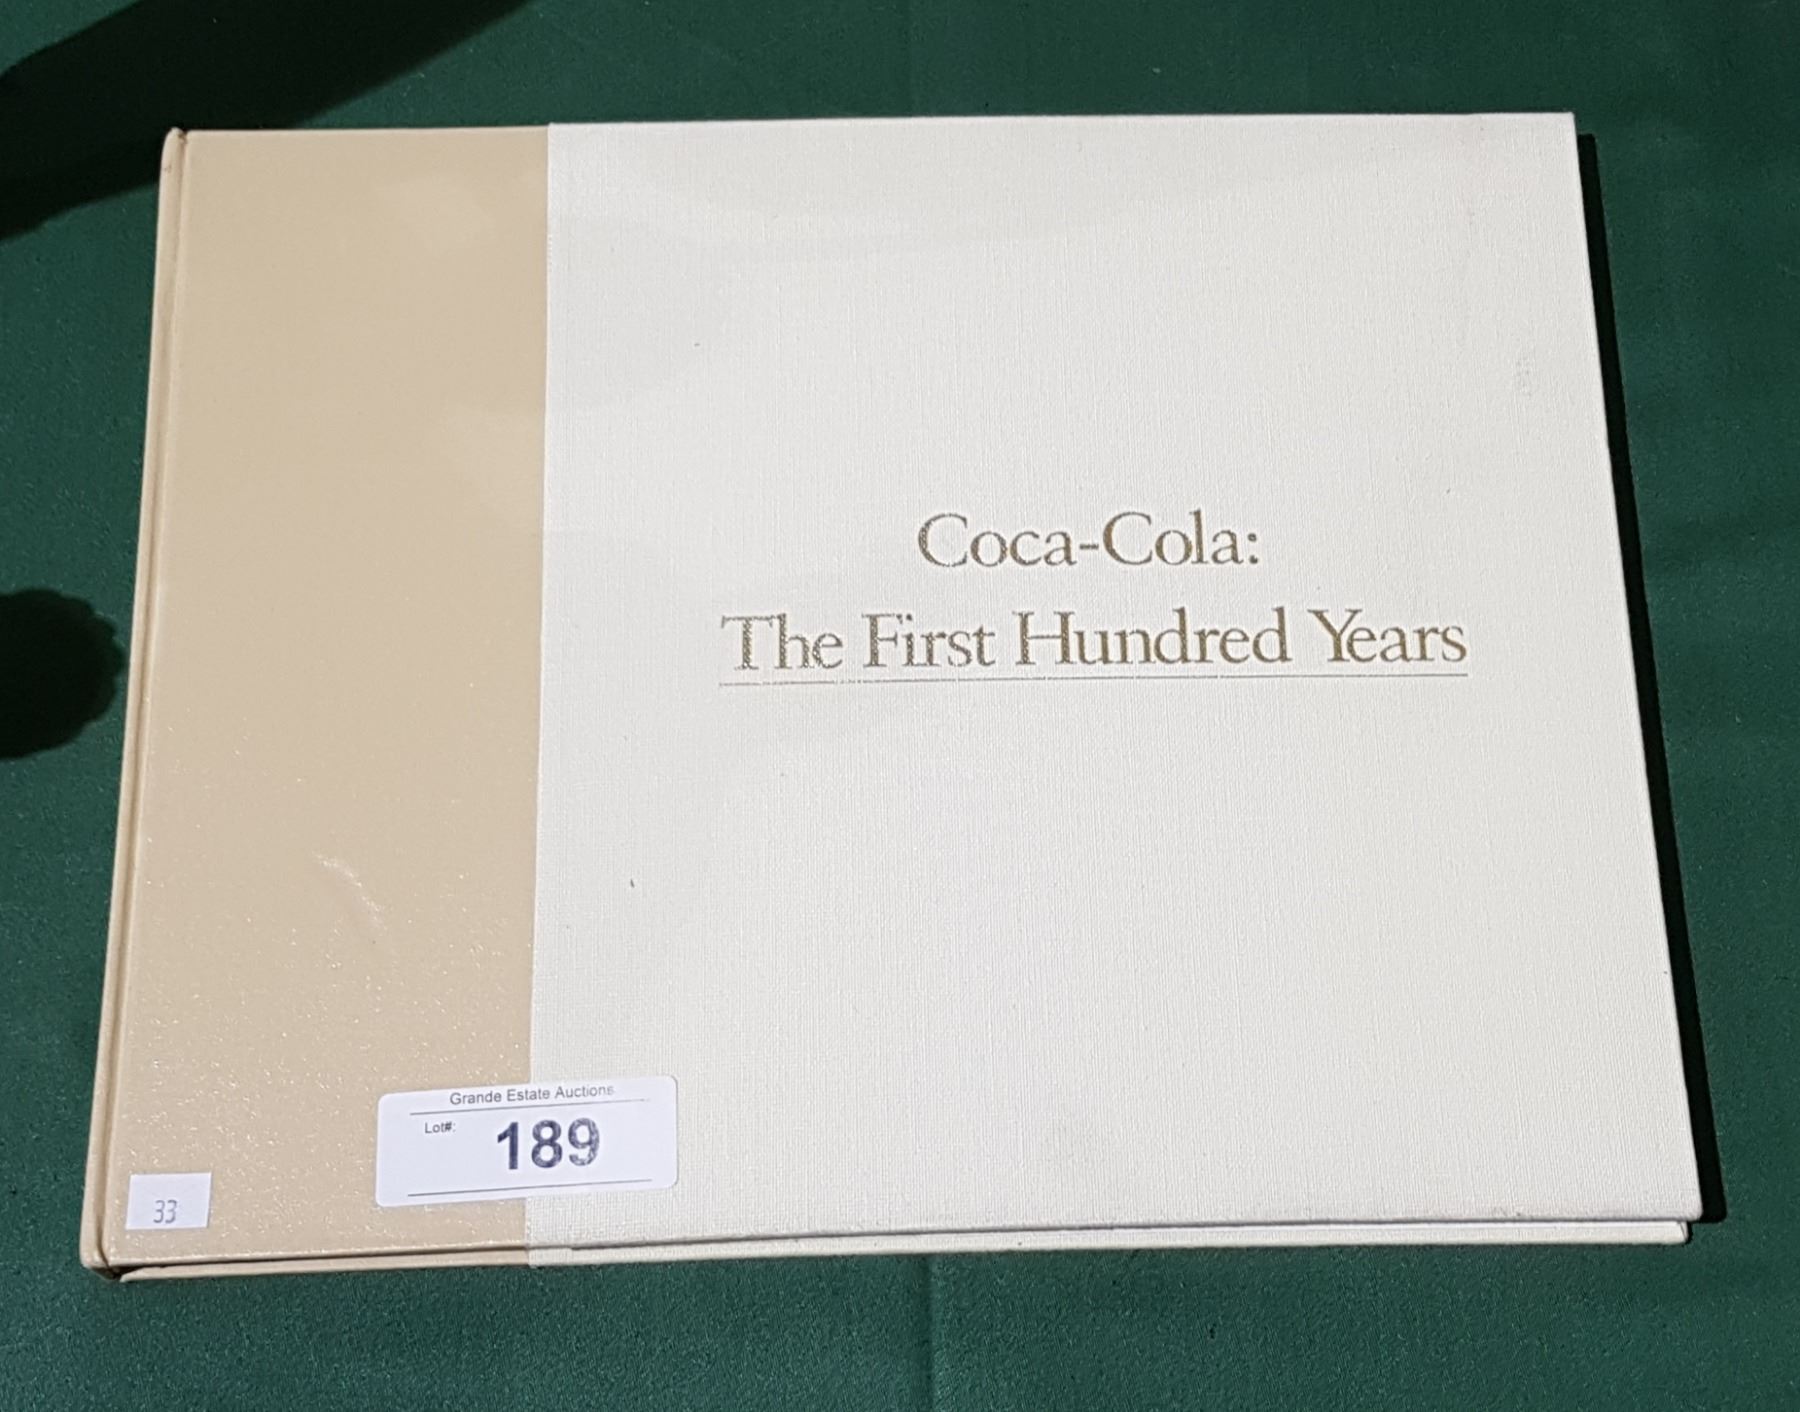 Coca-Cola:
The First Hundred Years
Grande Estate Auctions
Lot#:
189
33